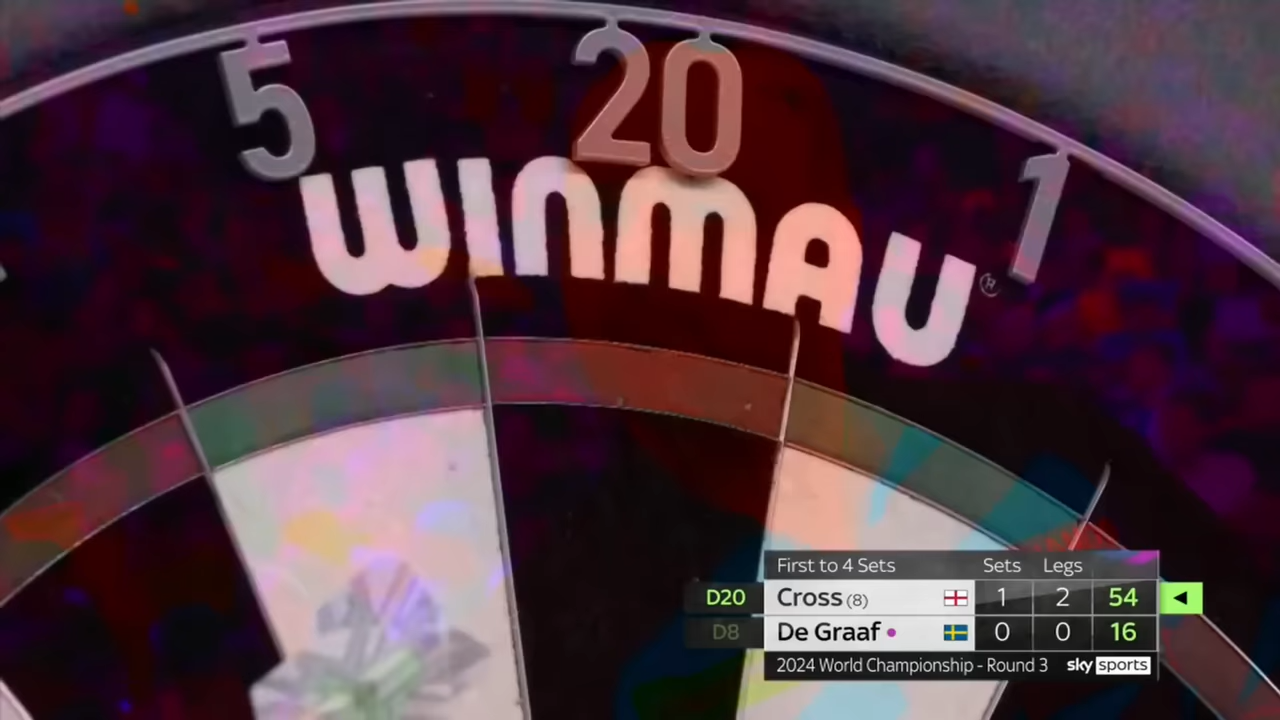 5 20 1
WINMAU®
First to 4 Sets Sets Legs
D20 Cross (8) 1 2 54
D8 De Graaf 0 0 16
2024 World Championship - Round 3 sky sports